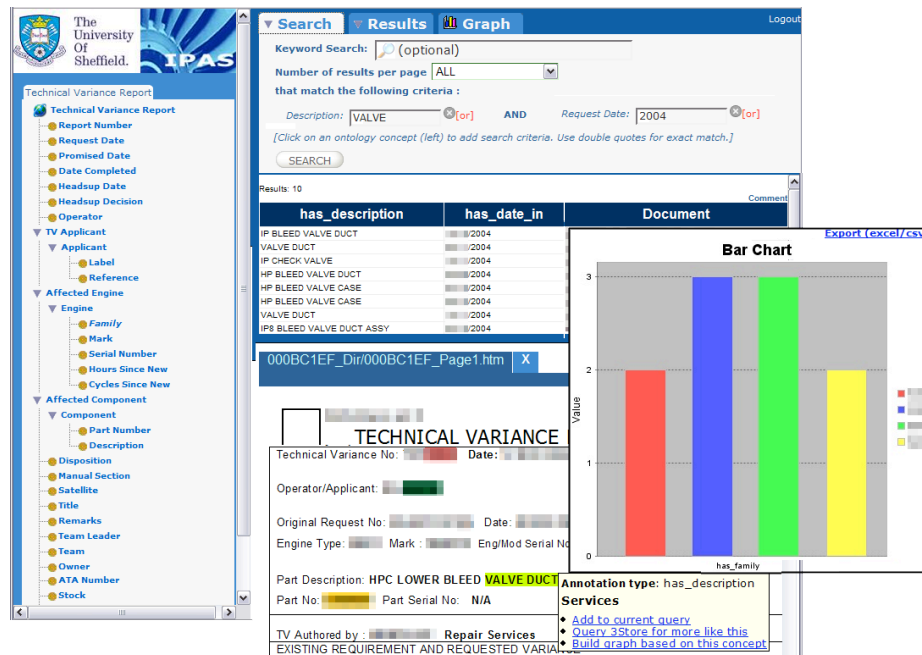 The
University
Of
Sheffield.
IPAS
Technical Variance Report
Technical Variance Report
Report Number
Request Date
Promised Date
Date Completed
Headsup Date
Headsup Decision
Operator
TV Applicant
Applicant
Label
Reference
Affected Engine
Engine
Family
Mark
Serial Number
Hours Since New
Cycles Since New
Affected Component
Component
Part Number
Description
Disposition
Manual Section
Satellite
Title
Remarks
Team Leader
Team
Owner
ATA Number
Stock
Search Results Graph Logout
Keyword Search: (optional)
Number of results per page ALL
that match the following criteria :
Description: VALVE [or] AND Request Date: 2004 [or]
[Click on an ontology concept (left) to add search criteria. Use double quotes for exact match.]
SEARCH
Results: 10
Comment
has_description has_date_in Document
IP BLEED VALVE DUCT /2004
VALVE DUCT /2004
IP CHECK VALVE /2004
HP BLEED VALVE DUCT /2004
HP BLEED VALVE CASE /2004
HP BLEED VALVE CASE /2004
VALVE DUCT /2004
IP8 BLEED VALVE DUCT ASSY /2004
Export (excel/csv
Bar Chart
3
2
1
0
Value
has_family
000BC1EF_Dir/000BC1EF_Page1.htm X
TECHNICAL VARIANCE
Technical Variance No: Date:
Operator/Applicant:
Original Request No: Date:
Engine Type: Mark : Eng/Mod Serial No
Part Description: HPC LOWER BLEED VALVE DUCT
Part No: Part Serial No: N/A
TV Authored by : Repair Services
EXISTING REQUIREMENT AND REQUESTED VARIANCE
Annotation type: has_description
Services
Add to current query
Query 3Store for more like this
Build graph based on this concept